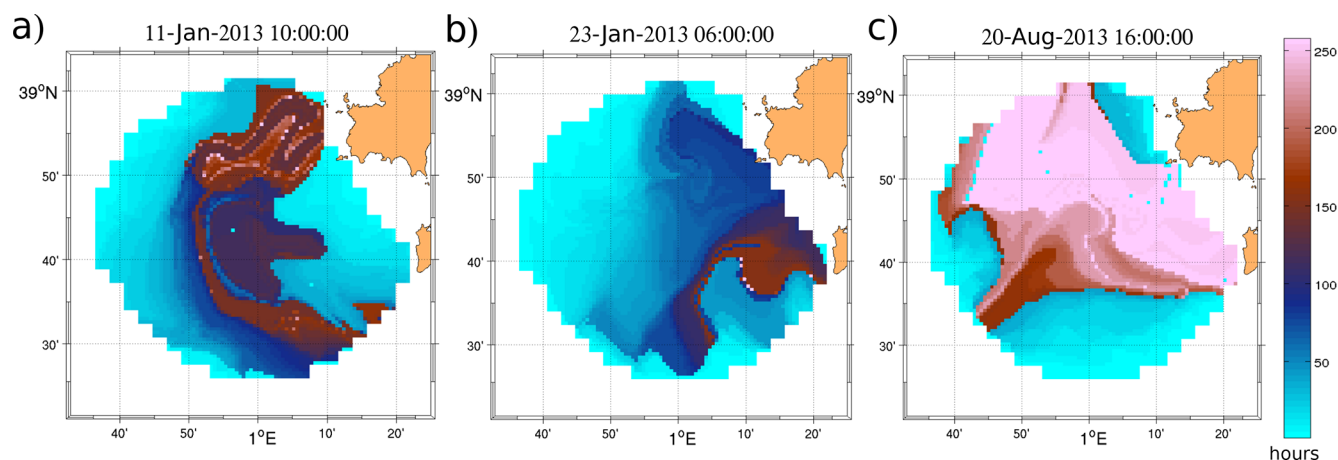 a) 11-Jan-2013 10:00:00
b) 23-Jan-2013 06:00:00
c) 20-Aug-2013 16:00:00
39°N
50'
40'
30'
40' 50' 1°E 10' 20'
39°N
50'
40'
30'
40' 50' 1°E 10' 20'
39°N
50'
40'
30'
40' 50' 1°E 10' 20'
250
200
150
100
50
hours